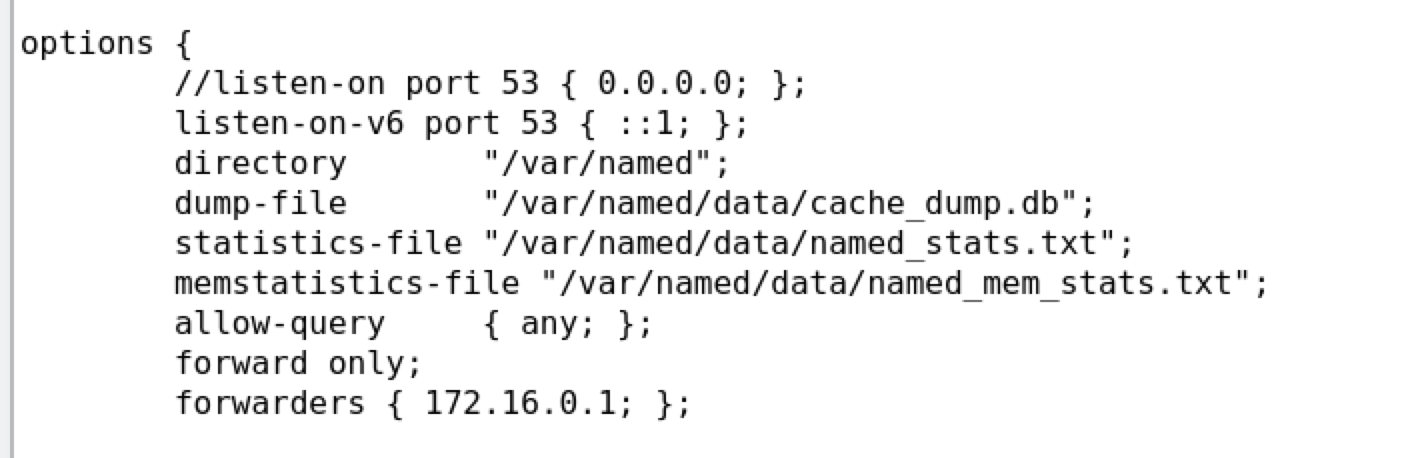 options {
        //listen-on port 53 { 0.0.0.0; };
        listen-on-v6 port 53 { ::1; };
        directory       "/var/named";
        dump-file       "/var/named/data/cache_dump.db";
        statistics-file "/var/named/data/named_stats.txt";
        memstatistics-file "/var/named/data/named_mem_stats.txt";
        allow-query     { any; };
        forward only;
        forwarders { 172.16.0.1; };